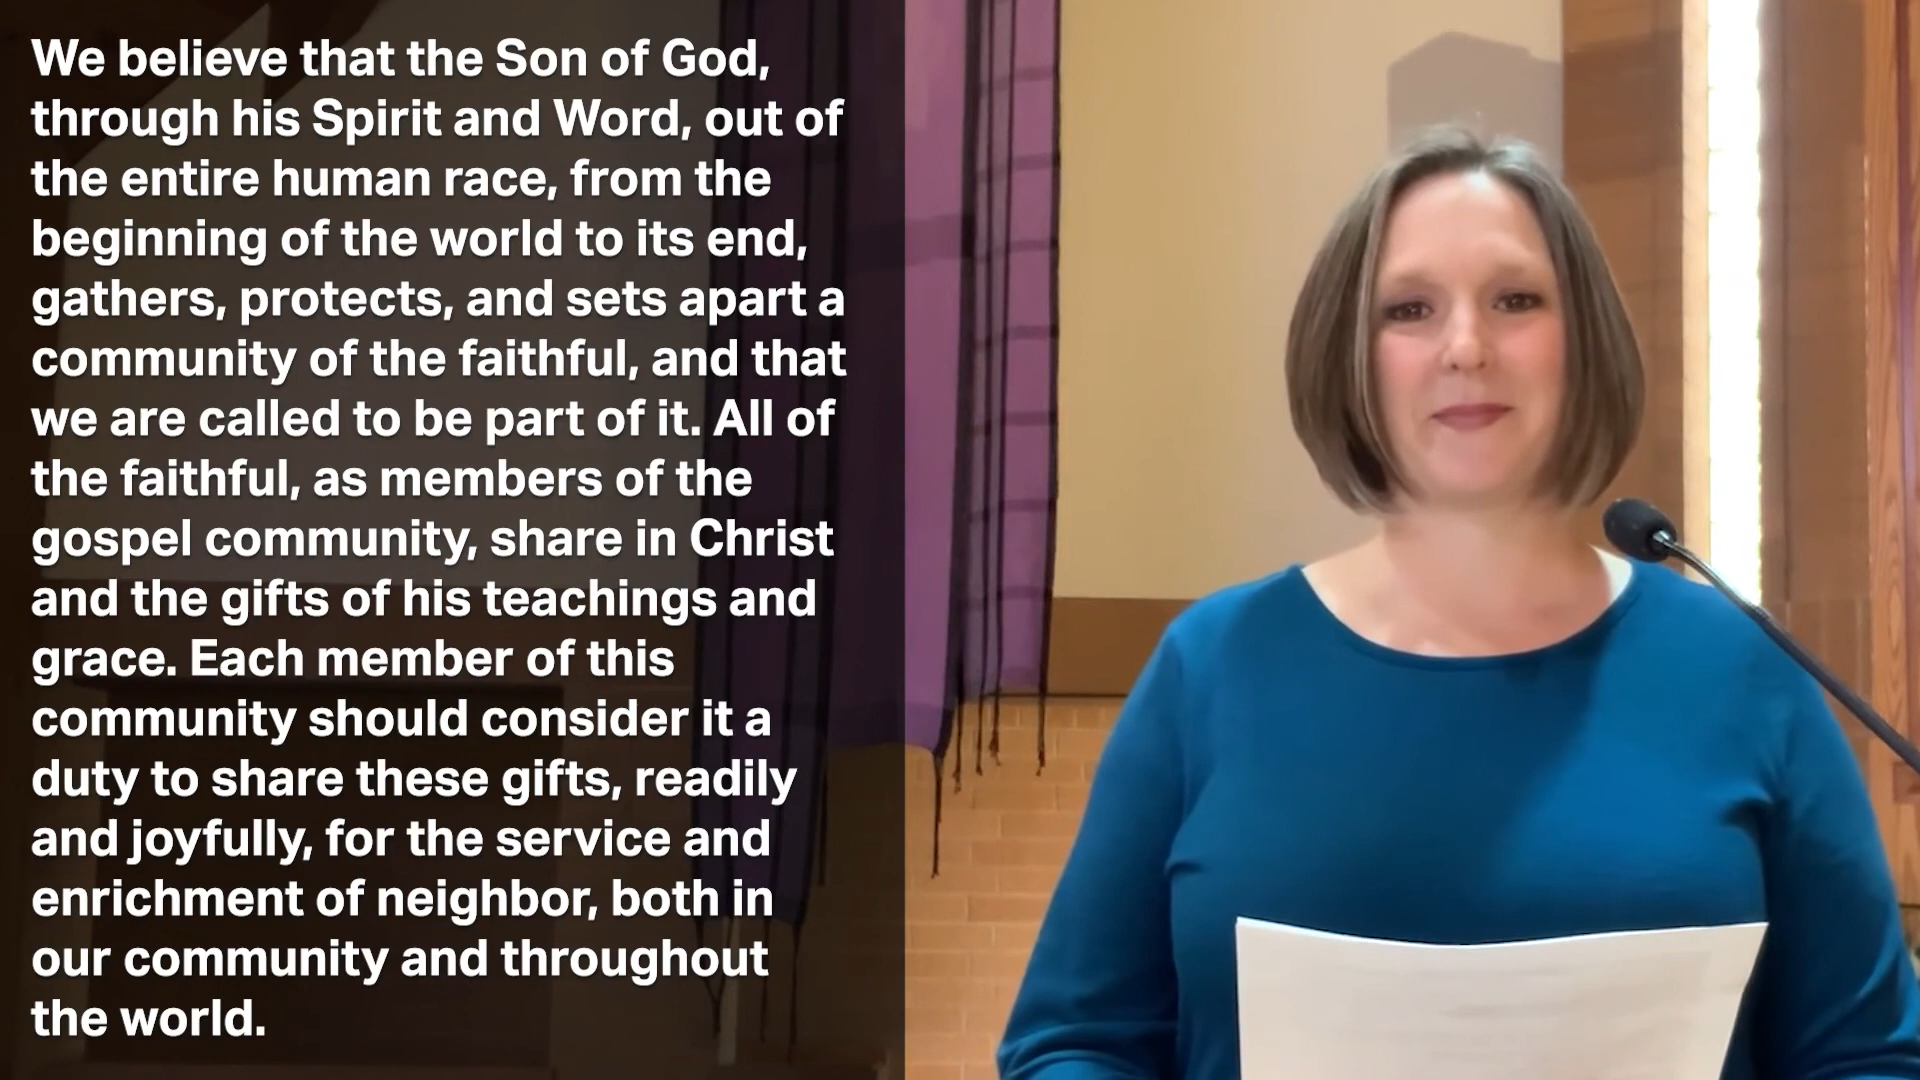 We believe that the Son of God,
through his Spirit and Word, out of
the entire human race, from the
beginning of the world to its end,
gathers, protects, and sets apart a
community of the faithful, and that
we are called to be part of it. All of
the faithful, as members of the
gospel community, share in Christ
and the gifts of his teachings and
grace. Each member of this
community should consider it a
duty to share these gifts, readily
and joyfully, for the service and
enrichment of neighbor, both in
our community and throughout
the world.